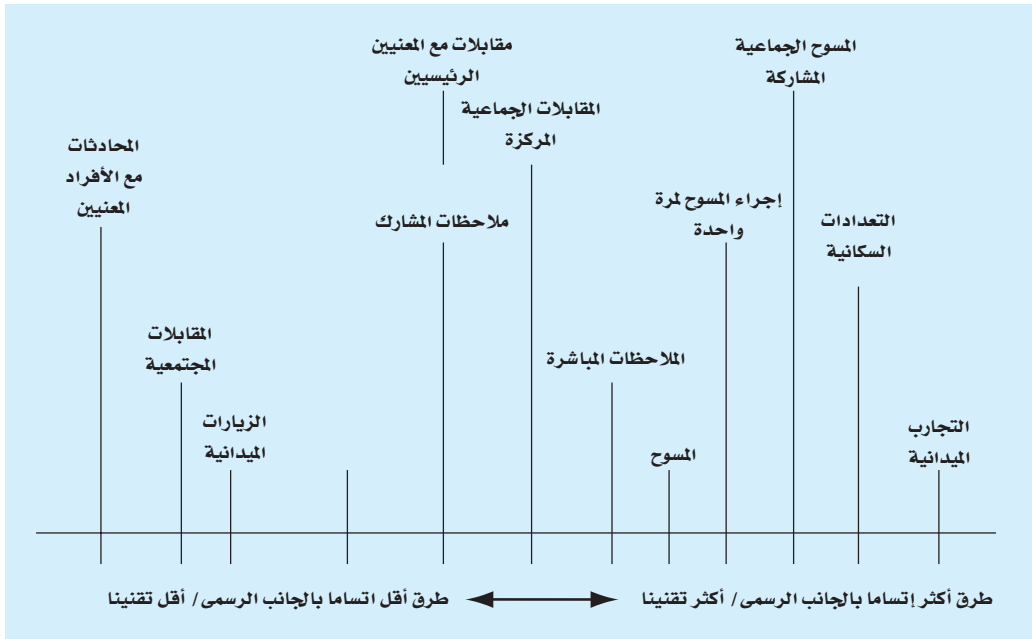 المسوح الجماعية
المشاركة
مقابلات مع المعنيين
الرئيسيين
المقابلات الجماعية
المركزة
المحادثات
مع الأفراد
المعنيين
إجراء المسوح لمرة
واحدة
التعدادات
السكانية
ملاحظات المشارك
المقابلات
المجتمعية
الملاحظات المباشرة
الزيارات
الميدانية
المسوح
التجارب
الميدانية
طرق أكثر إتساما بالجانب الرسمى/ أكثر تقنينا
طرق أقل اتساما بالجانب الرسمى/ أقل تقنينا